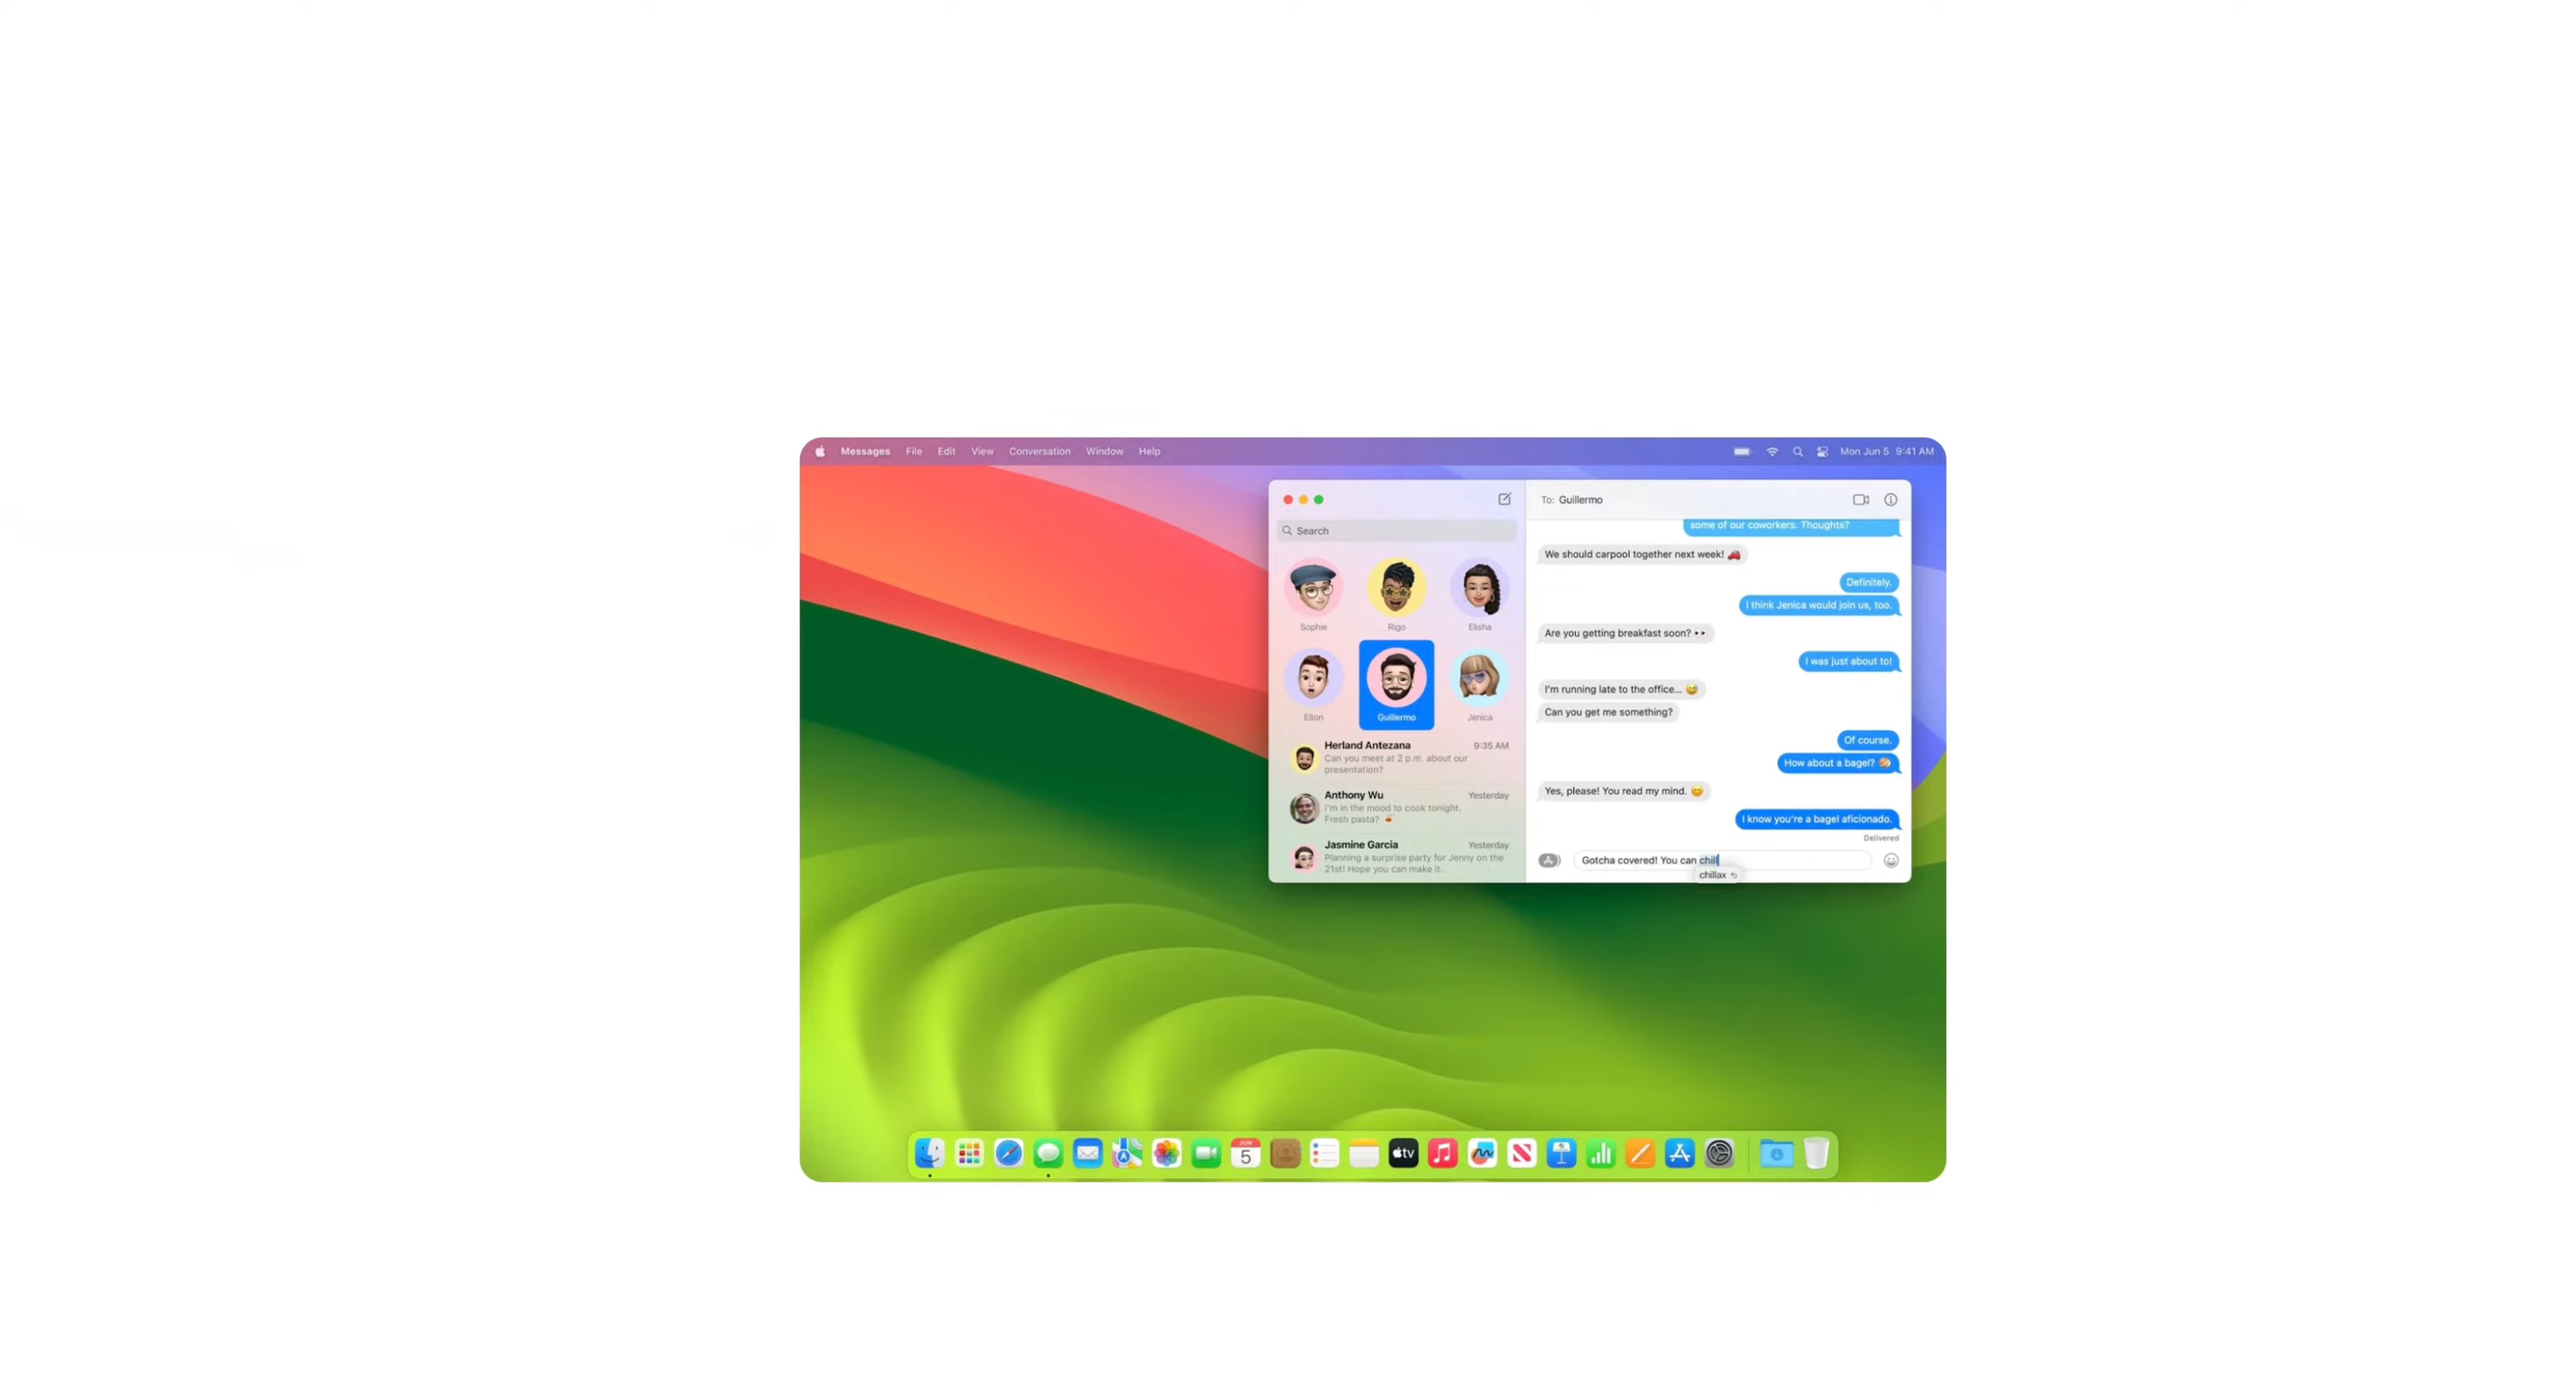 Messages File Edit View Conversation Window Help
Mon Jun 5 9:41 AM
Search
Sophie
Rigo
Elisha
Elton
Guillermo
Jenica
Herland Antezana 9:35 AM
Can you meet at 2 p.m. about our
presentation?
Anthony Wu Yesterday
I'm in the mood to cook tonight.
Fresh pasta?
Jasmine Garcia Yesterday
Planning a surprise party for Jenny on the
21st! Hope you can make it.
To: Guillermo
some of our coworkers. Thoughts?
We should carpool together next week! 🚗
Definitely.
I think Jenica would join us, too.
Are you getting breakfast soon? 👀
I was just about to!
I'm running late to the office... 😅
Can you get me something?
Of course.
How about a bagel? 🥯
Yes, please! You read my mind. 😊
I know you're a bagel aficionado.
Delivered
Gotcha covered! You can chill
chillax
JUN
5
tv